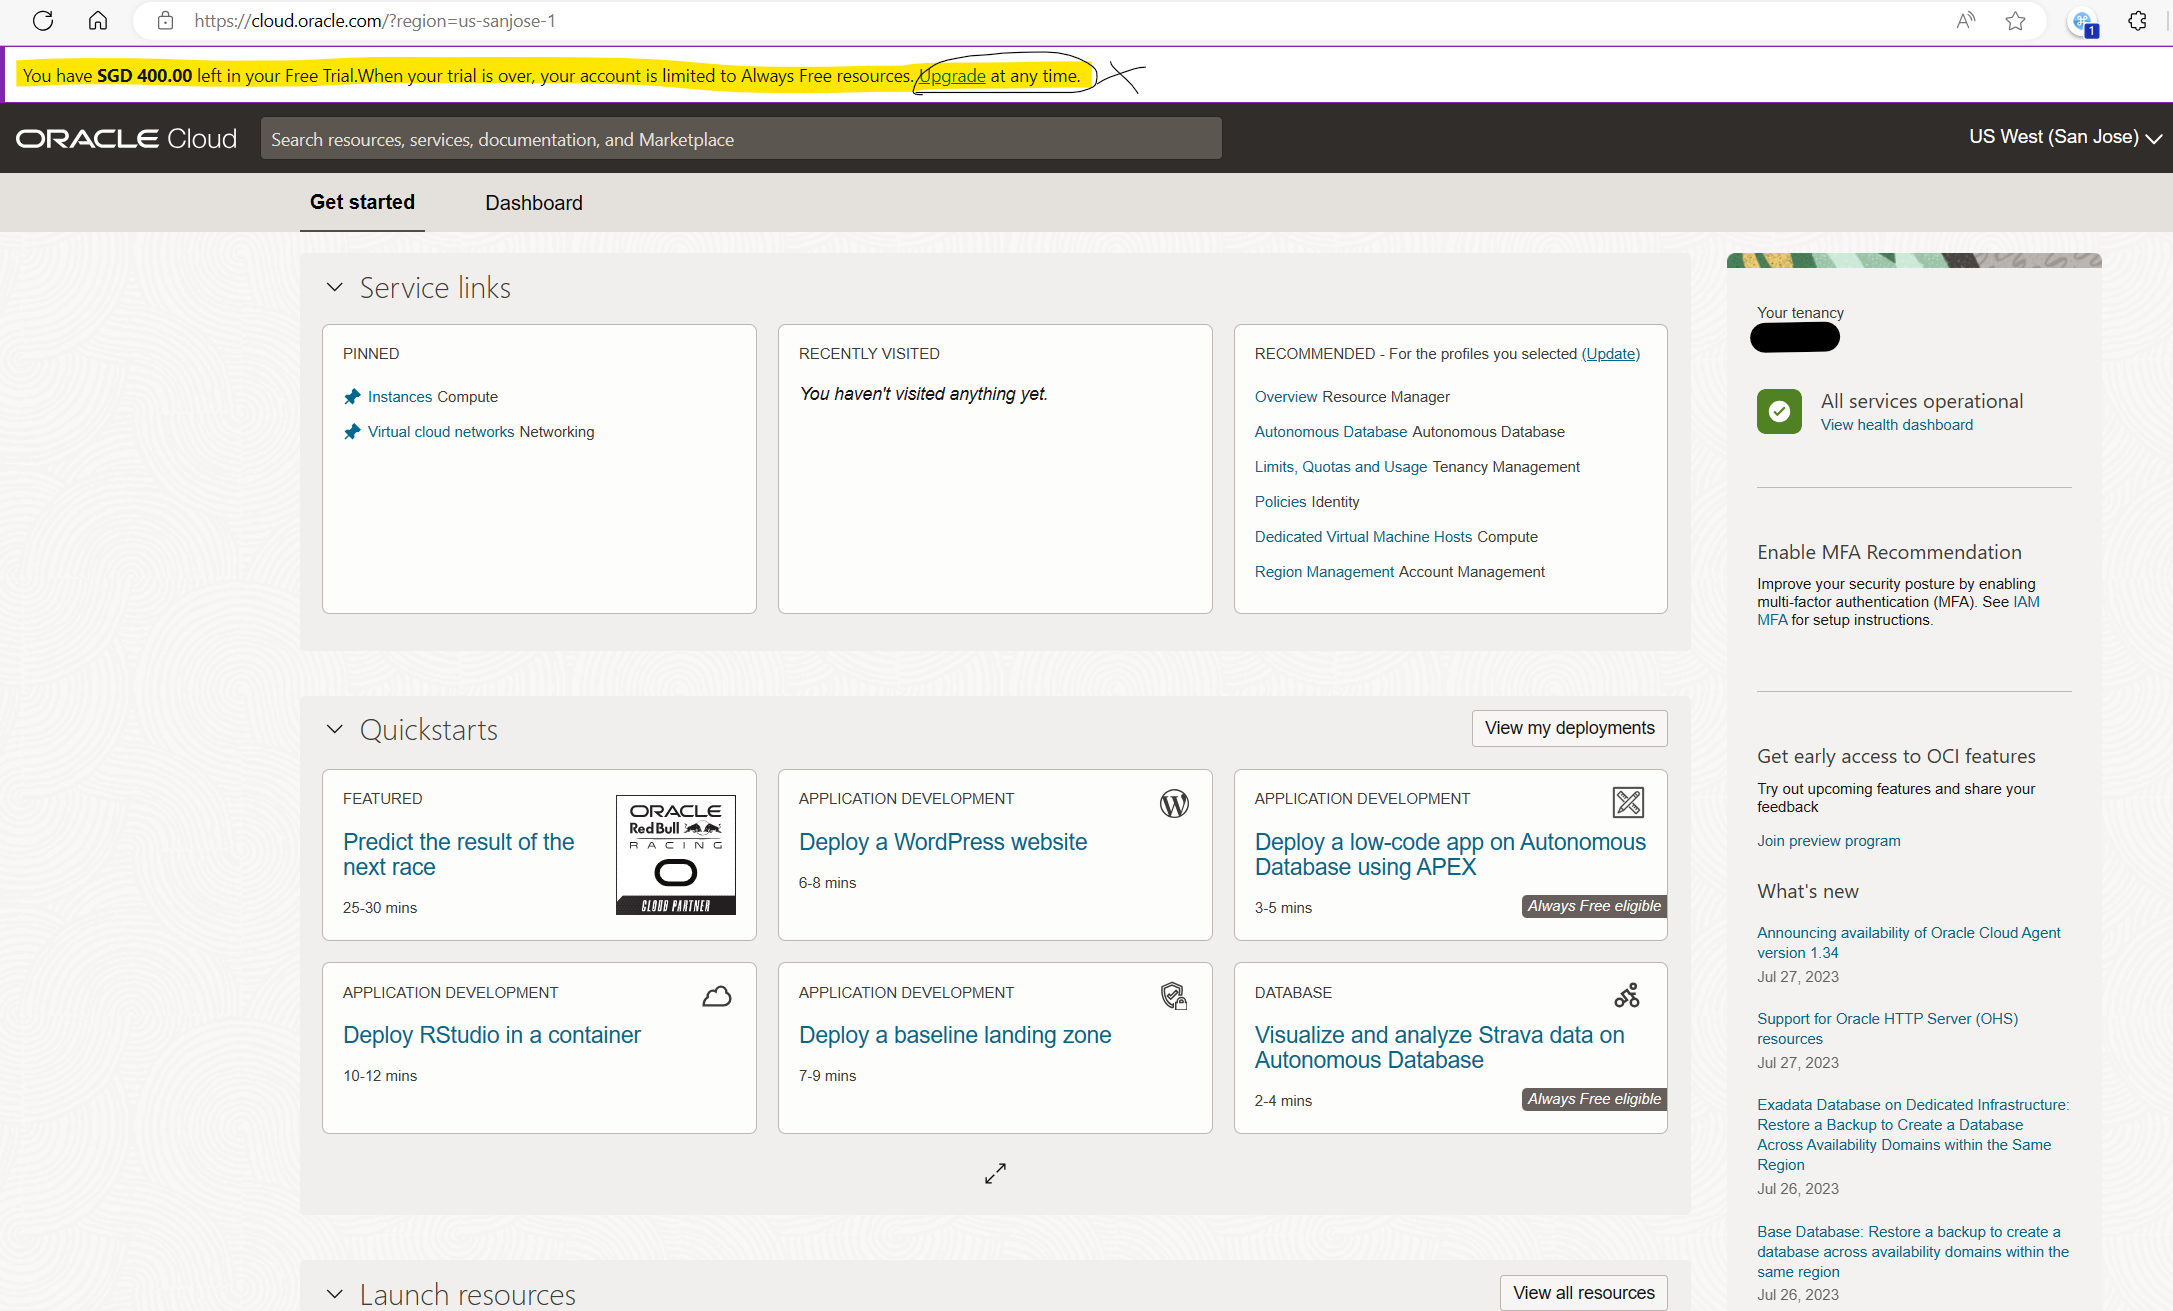 https://cloud.oracle.com/?region=us-sanjose-1
1
You have SGD 400.00 left in your Free Trial.When your trial is over, your account is limited to Always Free resources. Upgrade at any time.
ORACLE Cloud
Search resources, services, documentation, and Marketplace
US West (San Jose)
Get started
Dashboard
Service links
PINNED
Instances Compute
Virtual cloud networks Networking
RECENTLY VISITED
You haven't visited anything yet.
RECOMMENDED - For the profiles you selected (Update)
Overview Resource Manager
Autonomous Database Autonomous Database
Limits, Quotas and Usage Tenancy Management
Policies Identity
Dedicated Virtual Machine Hosts Compute
Region Management Account Management
Quickstarts
View my deployments
FEATURED
Predict the result of the
next race
25-30 mins
ORACLE
Red Bull
RACING
CLOUD PARTNER
APPLICATION DEVELOPMENT
Deploy a WordPress website
6-8 mins
APPLICATION DEVELOPMENT
Deploy a low-code app on Autonomous
Database using APEX
3-5 mins
Always Free eligible
APPLICATION DEVELOPMENT
Deploy RStudio in a container
10-12 mins
APPLICATION DEVELOPMENT
Deploy a baseline landing zone
7-9 mins
DATABASE
Visualize and analyze Strava data on
Autonomous Database
2-4 mins
Always Free eligible
Launch resources
View all resources
Your tenancy
All services operational
View health dashboard
Enable MFA Recommendation
Improve your security posture by enabling
multi-factor authentication (MFA). See IAM
MFA for setup instructions.
Get early access to OCI features
Try out upcoming features and share your
feedback
Join preview program
What's new
Announcing availability of Oracle Cloud Agent
version 1.34
Jul 27, 2023
Support for Oracle HTTP Server (OHS)
resources
Jul 27, 2023
Exadata Database on Dedicated Infrastructure:
Restore a Backup to Create a Database
Across Availability Domains within the Same
Region
Jul 26, 2023
Base Database: Restore a backup to create a
database across availability domains within the
same region
Jul 26, 2023